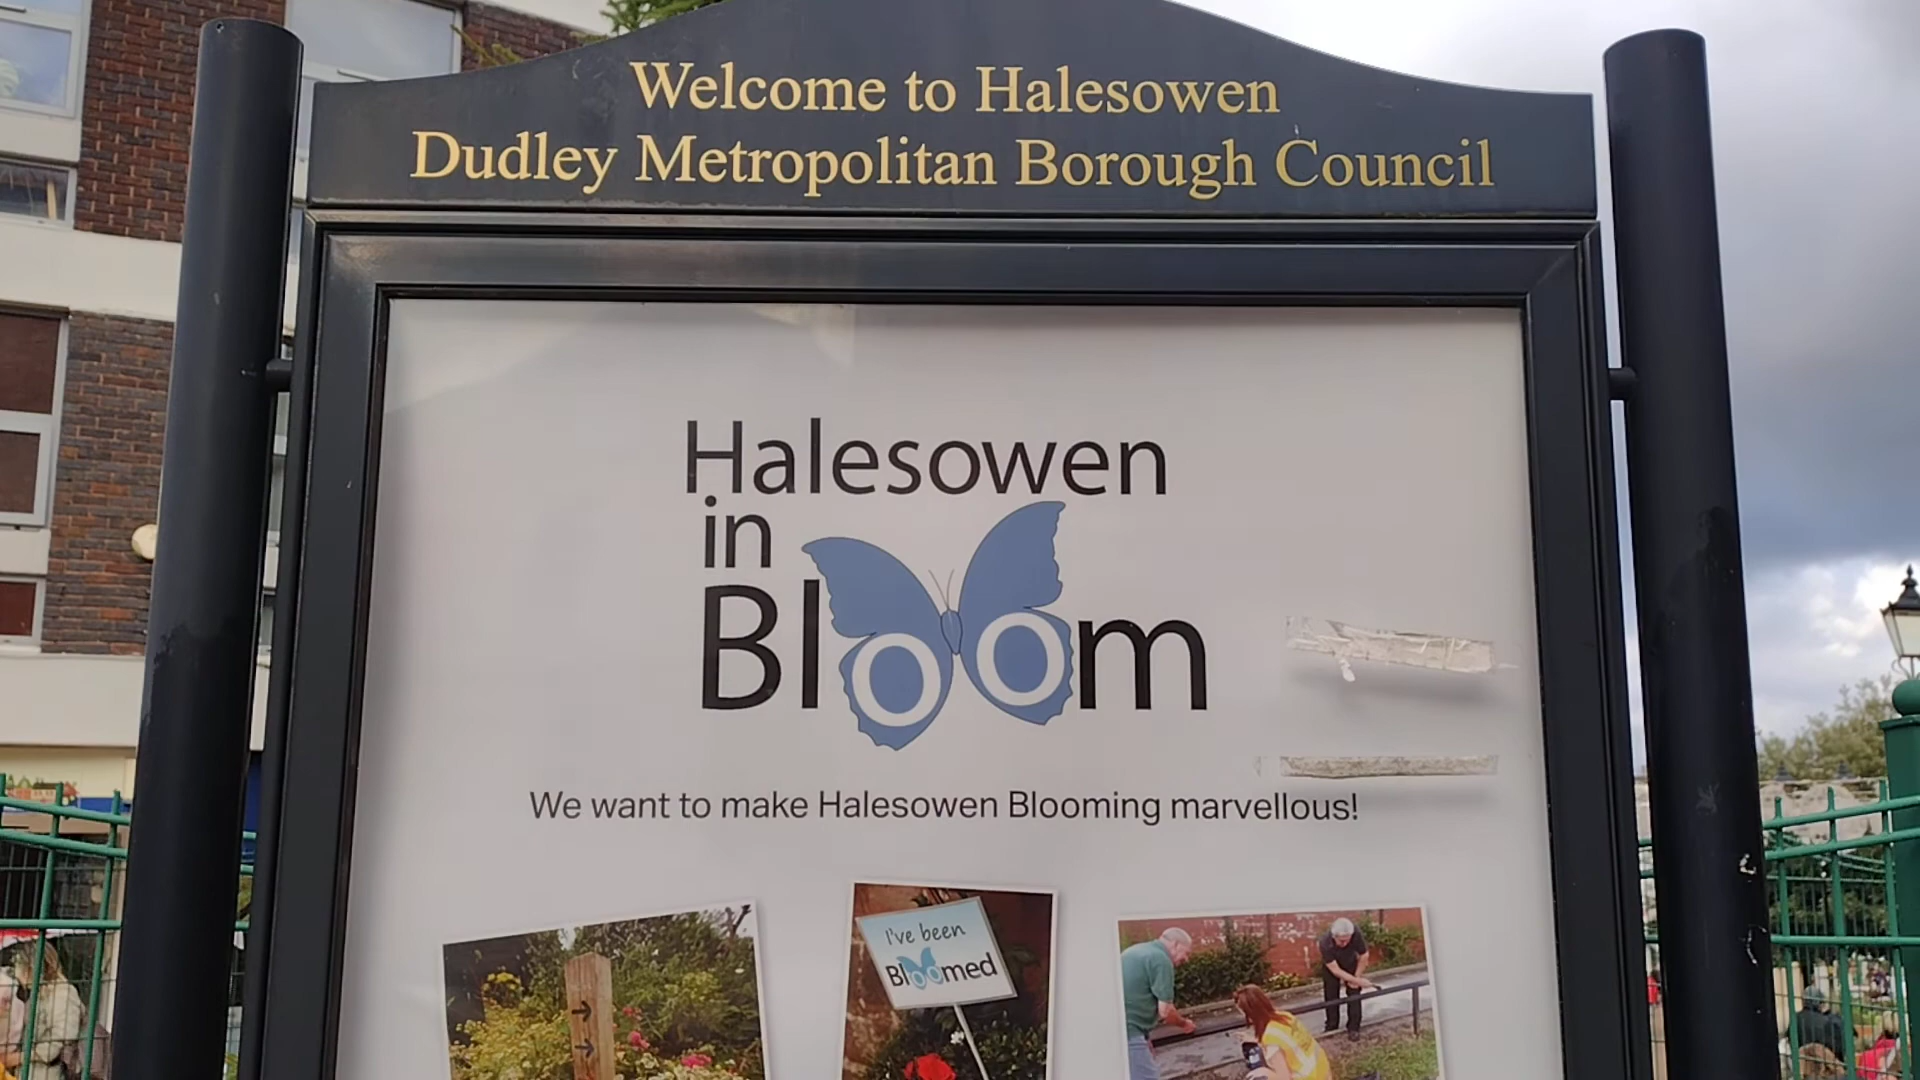 Welcome to Halesowen
Dudley Metropolitan Borough Council
Halesowen
in
Bloom
We want to make Halesowen Blooming marvellous!
I've been
Bloomed